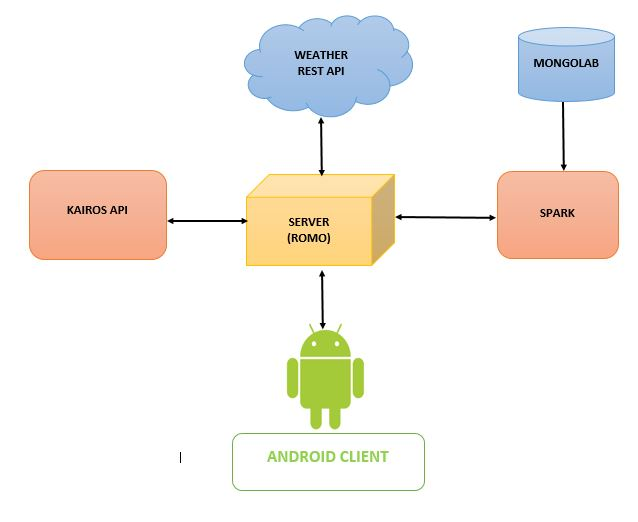 WEATHER
REST API
MONGOLAB
KAIROS API
SERVER
(ROMO)
SPARK
ANDROID CLIENT